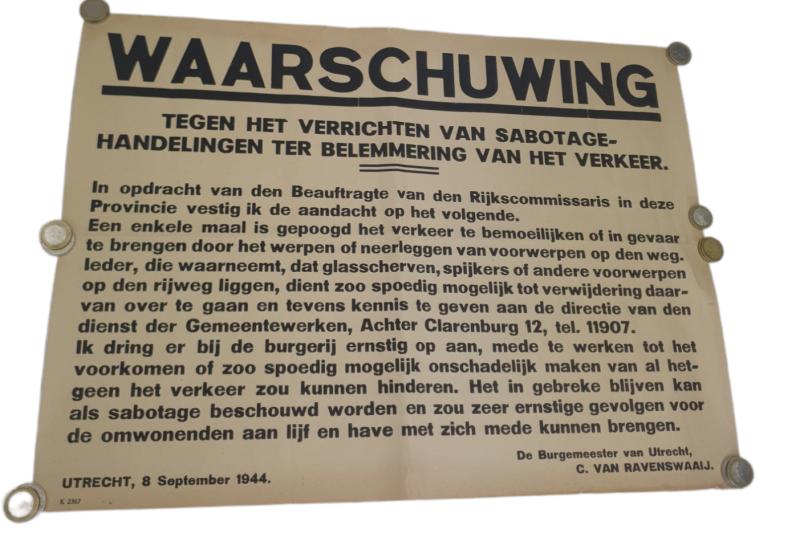 WAARSCHUWING
TEGEN HET VERRICHTEN VAN SABOTAGE-
HANDELINGEN TER BELEMMERING VAN HET VERKEER.
In opdracht van den Beauftragte van den Rijkscommissaris in deze
Provincie vestig ik de aandacht op het volgende.
Een enkele maal is gepoogd het verkeer te bemoeilijken of in gevaar
te brengen door het werpen of neerleggen van voorwerpen op den weg.
Ieder, die waarneemt, dat glasscherven, spijkers of andere voorwerpen
op den rijweg liggen, dient zoo spoedig mogelijk tot verwijdering daar-
van over te gaan en tevens kennis te geven aan de directie van den
dienst der Gemeentewerken, Achter Clarenburg 12, tel. 11907.
Ik dring er bij de burgerij ernstig op aan, mede te werken tot het
voorkomen of zoo spoedig mogelijk onschadelijk maken van al het-
geen het verkeer zou kunnen hinderen. Het in gebreke blijven kan
als sabotage beschouwd worden en zou zeer ernstige gevolgen voor
de omwonenden aan lijf en have met zich mede kunnen brengen.
De Burgemeester van Utrecht,
C. VAN RAVENSWAAIJ.
UTRECHT, 8 September 1944.
K 2367